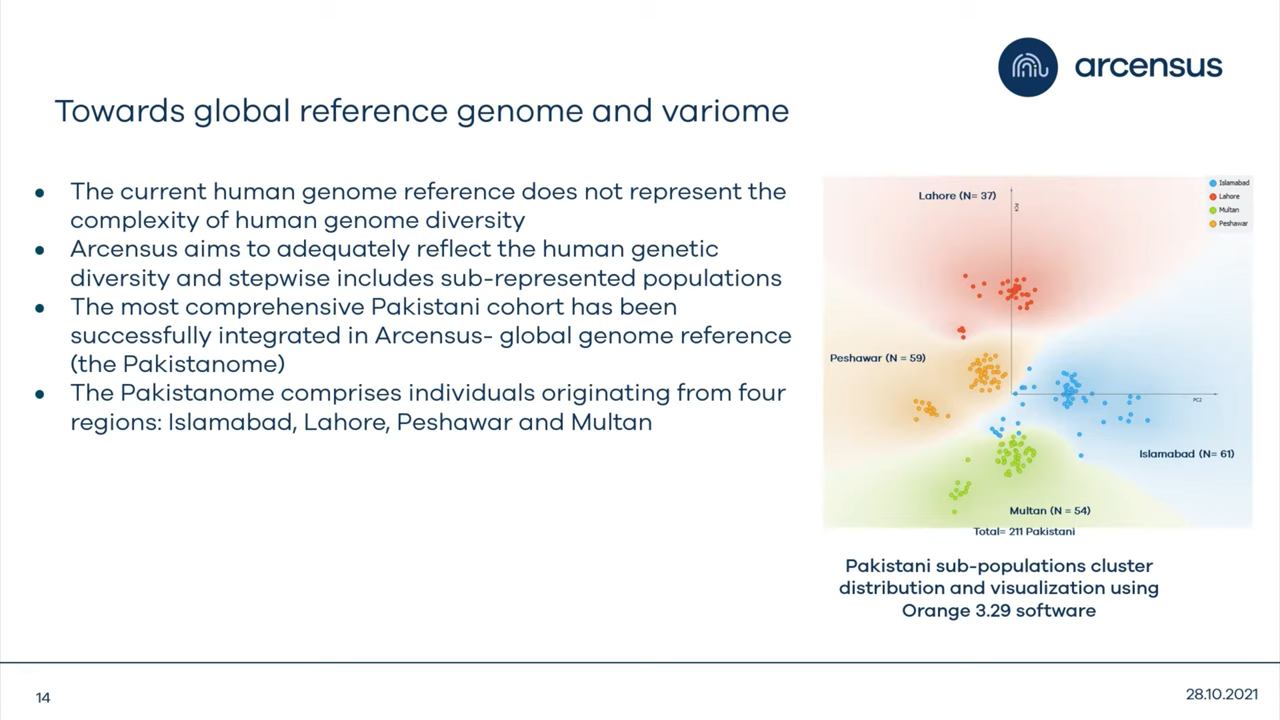 arcensus
Towards global reference genome and variome
• The current human genome reference does not represent the
complexity of human genome diversity
• Arcensus aims to adequately reflect the human genetic
diversity and stepwise includes sub-represented populations
• The most comprehensive Pakistani cohort has been
successfully integrated in Arcensus- global genome reference
(the Pakistanome)
• The Pakistanome comprises individuals originating from four
regions: Islamabad, Lahore, Peshawar and Multan
Lahore (N= 37)
PC4
Islamabad
Lahore
Multan
Peshawar
Peshawar (N = 59)
PC2
Islamabad (N= 61)
Multan (N = 54)
Total= 211 Pakistani
Pakistani sub-populations cluster
distribution and visualization using
Orange 3.29 software
14
28.10.2021